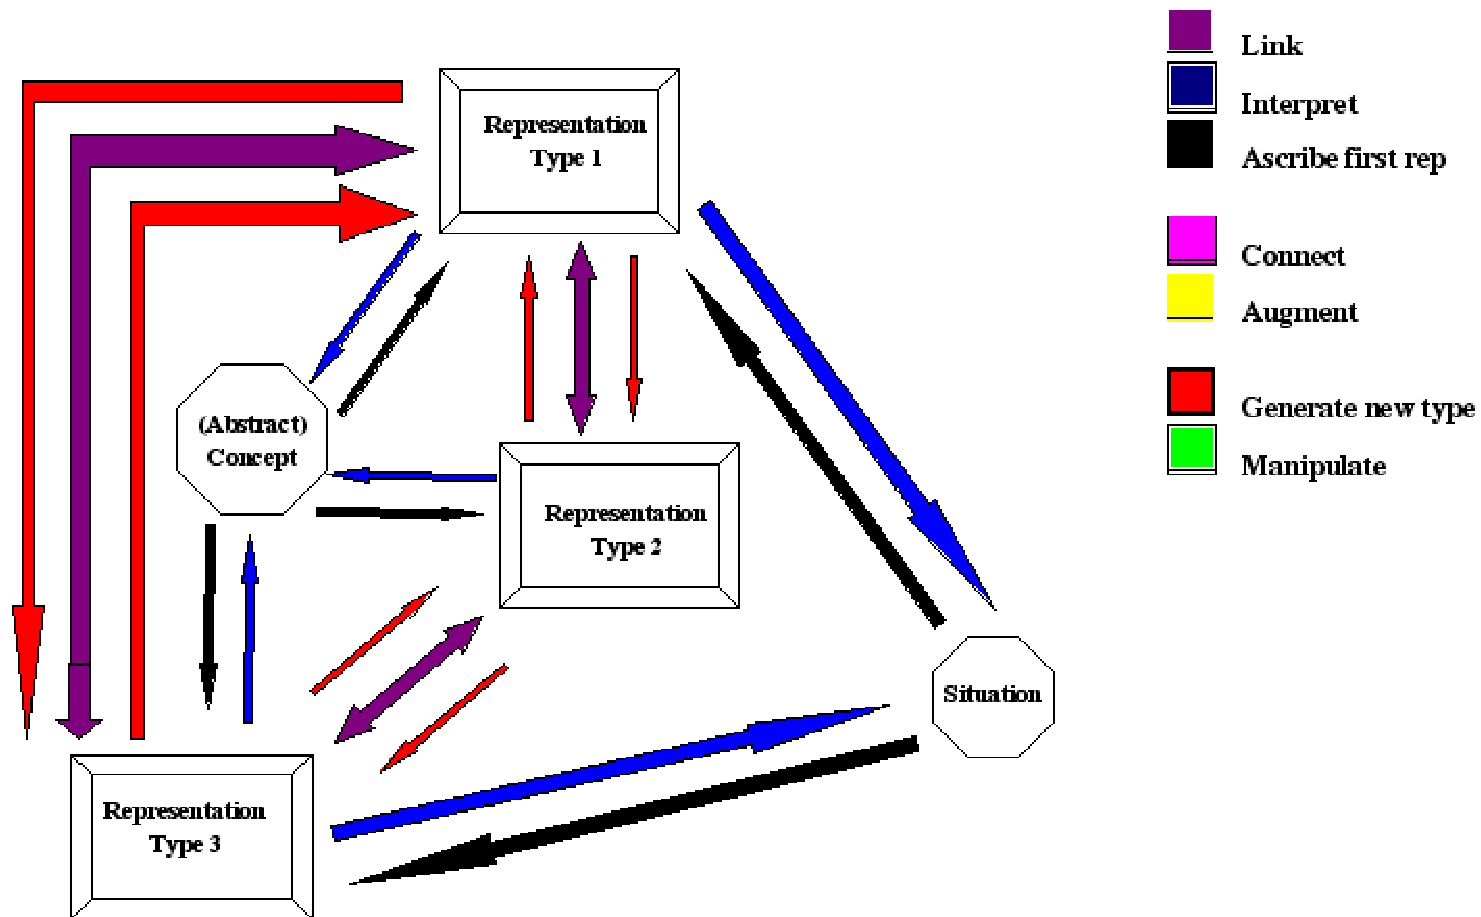 Representation
Type 1
(Abstract)
Concept
Representation
Type 2
Situation
Representation
Type 3
Link
Interpret
Ascribe first rep
Connect
Augment
Generate new type
Manipulate